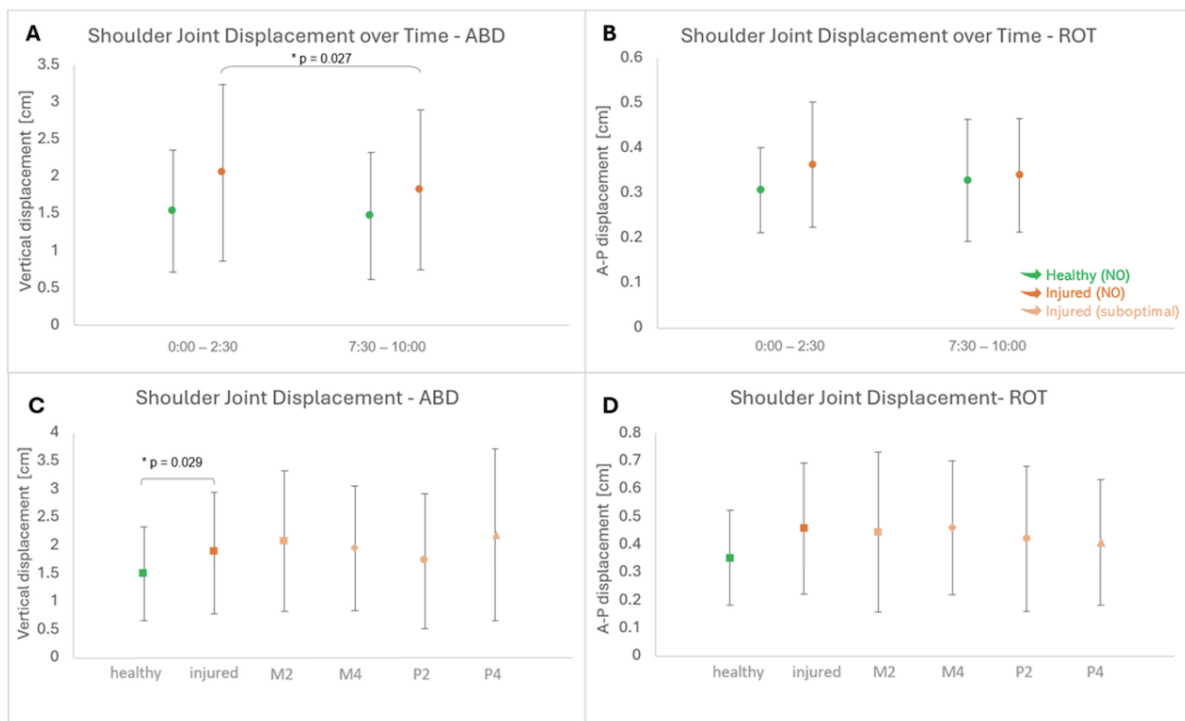 A
Shoulder Joint Displacement over Time - ABD
* p = 0.027
Vertical displacement [cm]
3.5
3
2.5
2
1.5
1
0.5
0
0:00 – 2:30
7:30 – 10:00
B
Shoulder Joint Displacement over Time - ROT
A-P displacement [cm]
0.6
0.5
0.4
0.3
0.2
0.1
0
0:00 – 2:30
7:30 – 10:00
Healthy (NO)
Injured (NO)
Injured (suboptimal)
C
Shoulder Joint Displacement - ABD
* p = 0.029
Vertical displacement [cm]
4
3.5
3
2.5
2
1.5
1
0.5
0
healthy
injured
M2
M4
P2
P4
D
Shoulder Joint Displacement- ROT
A-P displacement [cm]
0.8
0.7
0.6
0.5
0.4
0.3
0.2
0.1
0
healthy
injured
M2
M4
P2
P4